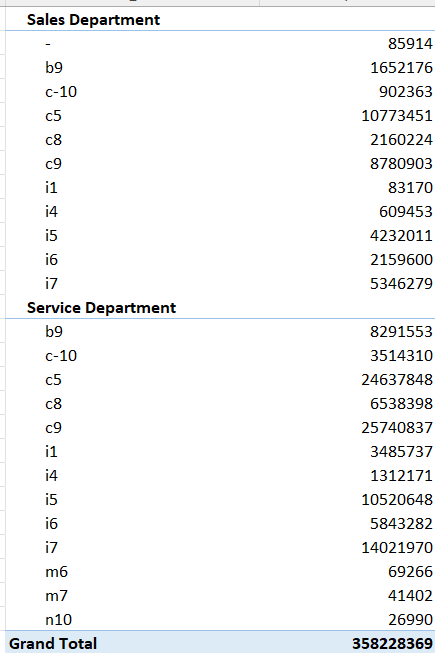 Sales Department
- 85914
b9 1652176
c-10 902363
c5 10773451
c8 2160224
c9 8780903
i1 83170
i4 609453
i5 4232011
i6 2159600
i7 5346279
Service Department
b9 8291553
c-10 3514310
c5 24637848
c8 6538398
c9 25740837
i1 3485737
i4 1312171
i5 10520648
i6 5843282
i7 14021970
m6 69266
m7 41402
n10 26990
Grand Total 358228369